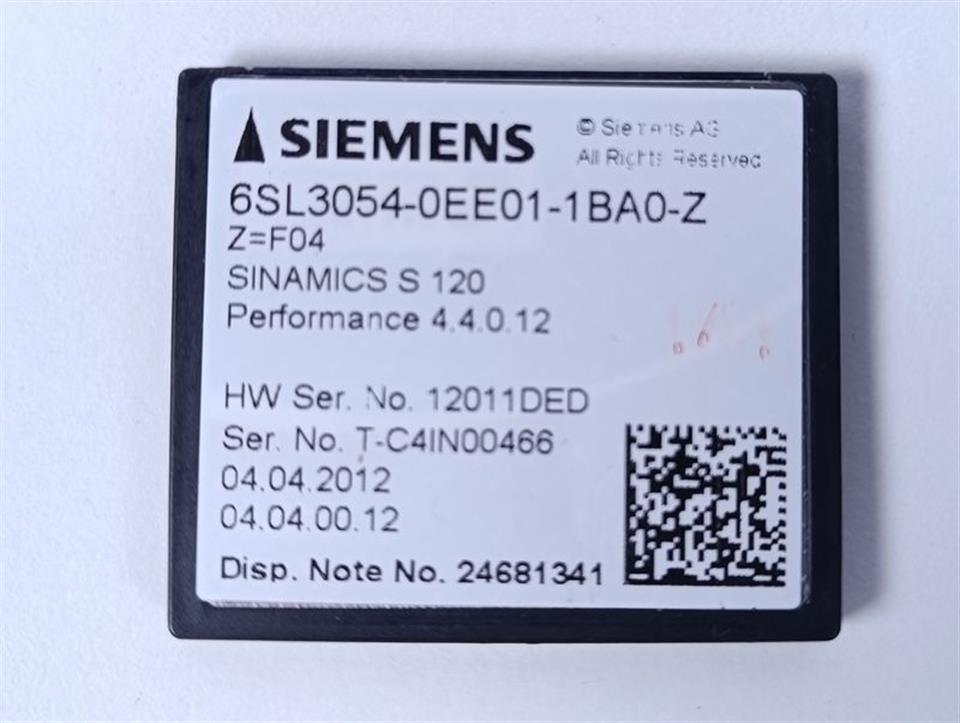 SIEMENS
© Siemens AG
All Rights Reserved
6SL3054-0EE01-1BA0-Z
Z=F04
SINAMICS S 120
Performance 4.4.0.12
HW Ser. No. 12011DED
Ser. No. T-C4IN00466
04.04.2012
04.04.00.12
Disp. Note No. 24681341